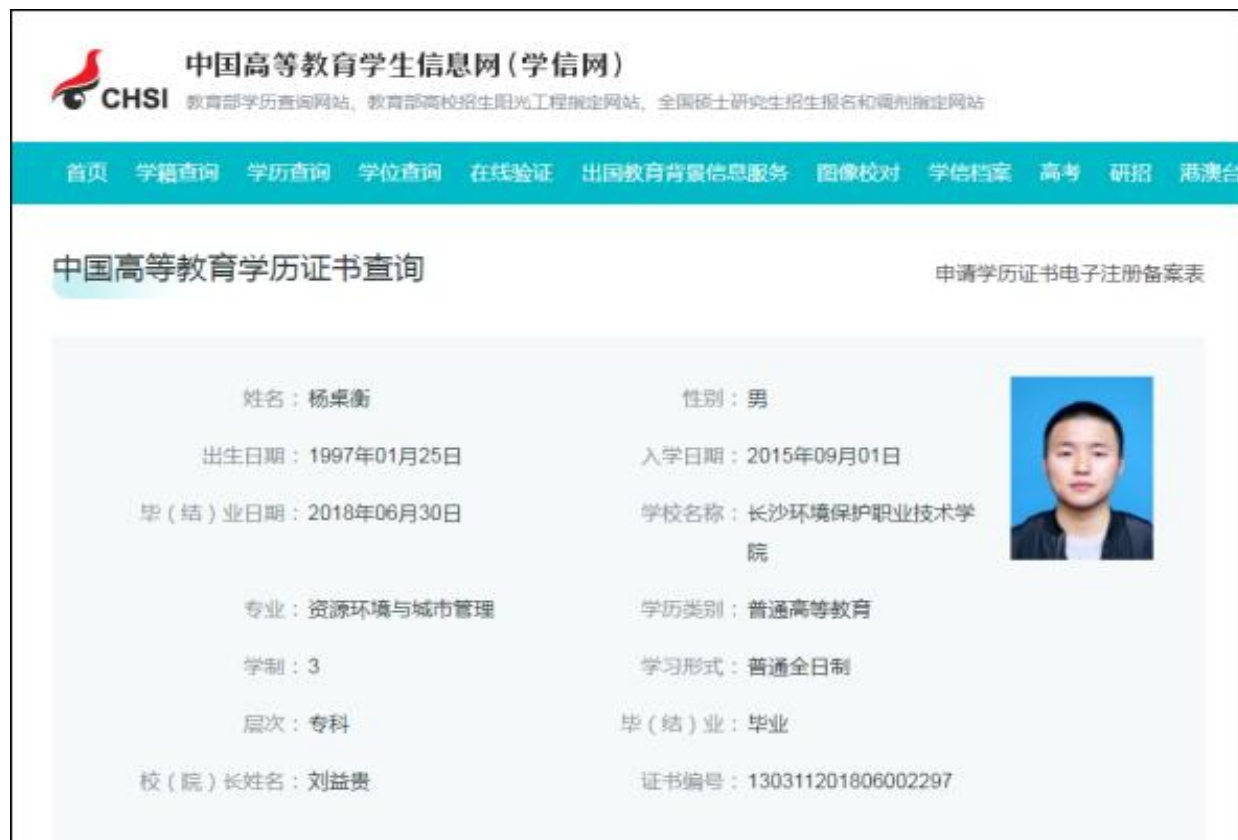 中国高等教育学生信息网(学信网)
CHSI 教育部学历查询网站、教育部高校招生阳光工程指定网站、全国硕士研究生招生报名和调剂指定网站
首页 学籍查询 学历查询 学位查询 在线验证 出国教育背景信息服务 图像校对 学信档案 高考 研招 港澳台
中国高等教育学历证书查询 申请学历证书电子注册备案表
姓名：杨桌衡 性别：男
出生日期：1997年01月25日 入学日期：2015年09月01日
毕(结)业日期：2018年06月30日 学校名称：长沙环境保护职业技术学
院
专业：资源环境与城市管理 学历类别：普通高等教育
学制：3 学习形式：普通全日制
层次：专科 毕(结)业：毕业
校(院)长姓名：刘益贵 证书编号：130311201806002297